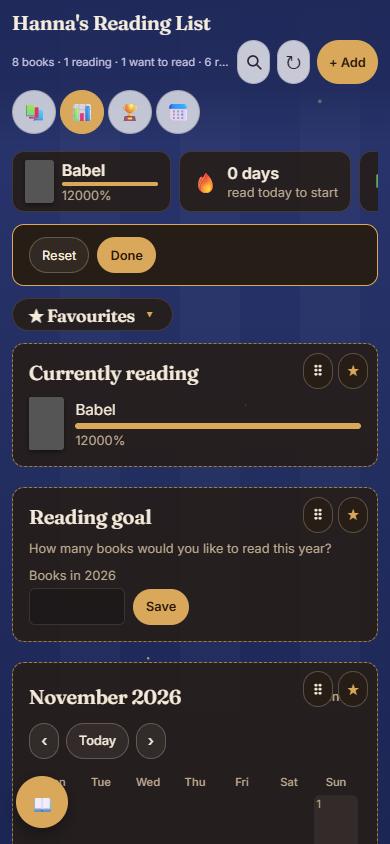 Hanna's Reading List
8 books · 1 reading · 1 want to read · 6 r...
+ Add
Babel
12000%
0 days
read today to start
Reset
Done
★ Favourites ▼
Currently reading
Babel
12000%
Reading goal
How many books would you like to read this year?
Books in 2026
Save
November 2026
‹
Today
›
Tue
Wed
Thu
Fri
Sat
Sun
1